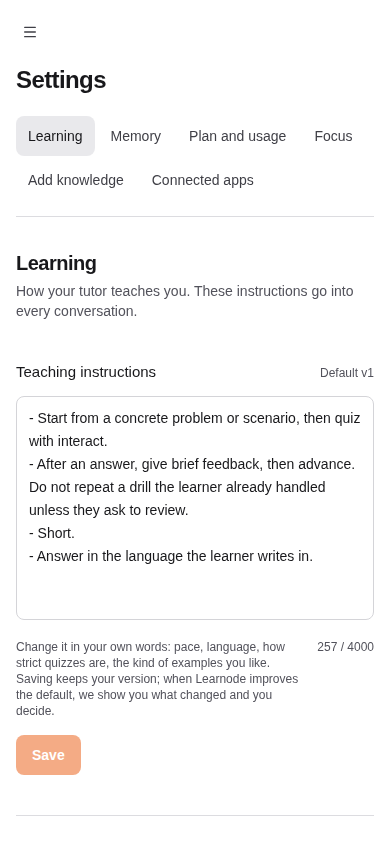 Settings
Learning
Memory
Plan and usage
Focus
Add knowledge
Connected apps
Learning
How your tutor teaches you. These instructions go into
every conversation.
Teaching instructions
Default v1
- Start from a concrete problem or scenario, then quiz
with interact.
- After an answer, give brief feedback, then advance.
Do not repeat a drill the learner already handled
unless they ask to review.
- Short.
- Answer in the language the learner writes in.
Change it in your own words: pace, language, how
strict quizzes are, the kind of examples you like.
Saving keeps your version; when Learnode improves
the default, we show you what changed and you
decide.
257 / 4000
Save